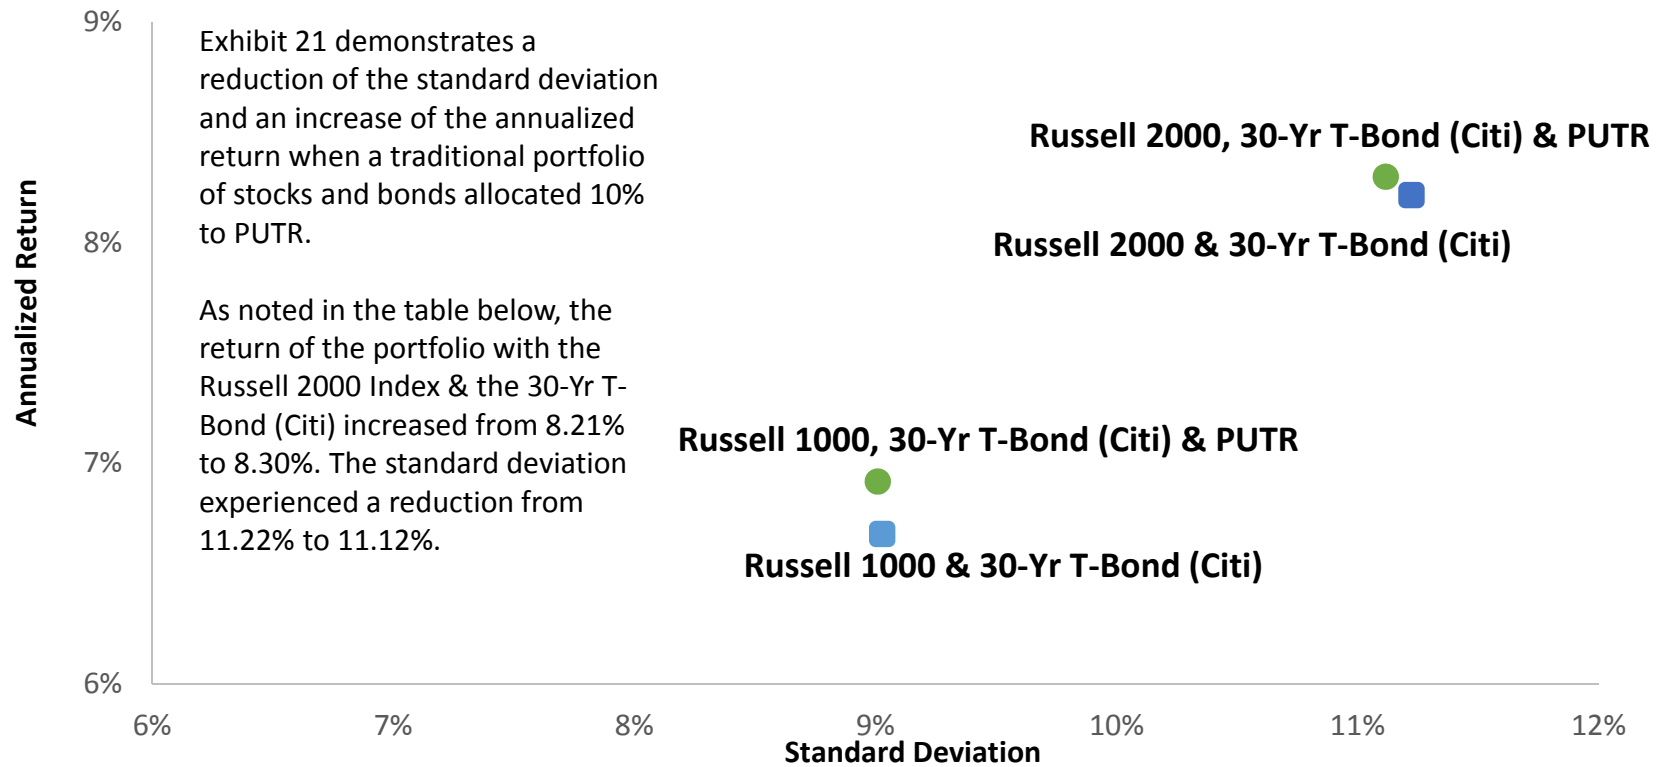 9%
Exhibit 21 demonstrates a
reduction of the standard deviation
and an increase of the annualized
return when a traditional portfolio
of stocks and bonds allocated 10%
to PUTR.
As noted in the table below, the
return of the portfolio with the
Russell 2000 Index & the 30-Yr T-
Bond (Citi) increased from 8.21%
to 8.30%. The standard deviation
experienced a reduction from
11.22% to 11.12%.
Russell 2000, 30-Yr T-Bond (Citi) & PUTR
8%
Russell 2000 & 30-Yr T-Bond (Citi)
Annualized Return
Russell 1000, 30-Yr T-Bond (Citi) & PUTR
7%
Russell 1000 & 30-Yr T-Bond (Citi)
6%
6% 7% 8% 9% 10% 11% 12%
Standard Deviation